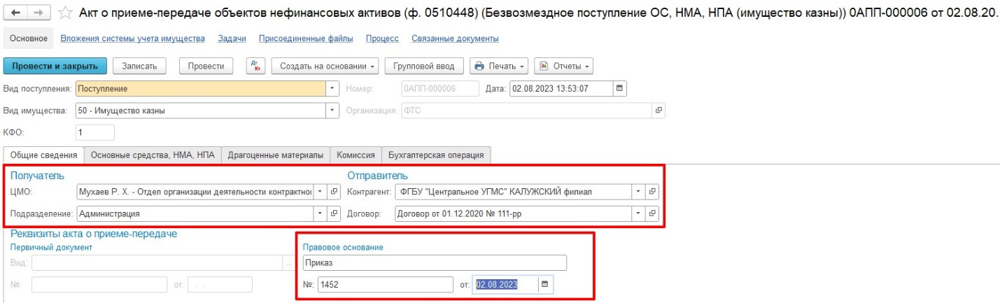 Акт о приеме-передаче объектов нефинансовых активов (ф. 0510448) (Безвозмездное поступление ОС, НМА, НПА (имущество казны)) 0АПП-000006 от 02.08.20.
Основное Вложения системы учета имущества Задачи Присоединенные файлы Процесс Связанные документы
Провести и закрыть Записать Провести Дт Кт Создать на основании Групповой ввод Печать Отчеты
Вид поступления: Поступление Номер: 0АПП-000006 Дата: 02.08.2023 13:53:07
Вид имущества: 50 - Имущество казны Организация: ФТС
КФО: 1
Общие сведения Основные средства, НМА, НПА Драгоценные материалы Комиссия Бухгалтерская операция
Получатель Отправитель
ЦМО: Мухаев Р. Х. - Отдел организации деятельности контрактно Контрагент: ФГБУ "Центральное УГМС" КАЛУЖСКИЙ филиал
Подразделение: Администрация Договор: Договор от 01.12.2020 № 111-рр
Реквизиты акта о приеме-передаче
Первичный документ Правовое основание
Вид: ... Приказ
№: от: . . №: 1452 от: 02.08.2023